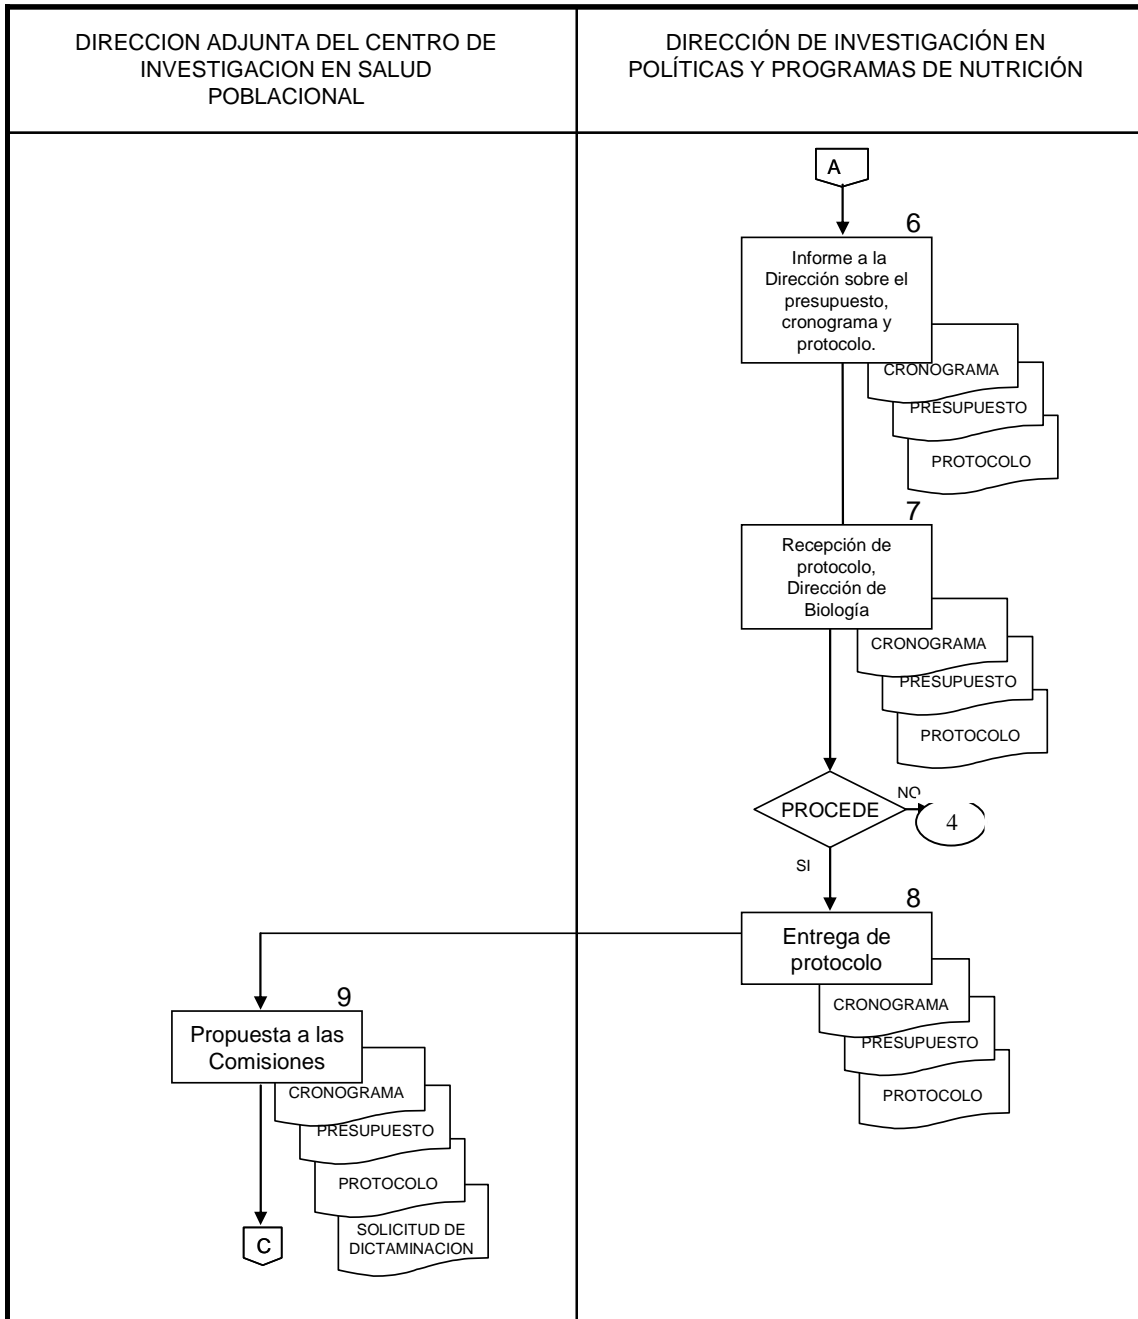 DIRECCION ADJUNTA DEL CENTRO DE
INVESTIGACION EN SALUD
POBLACIONAL
DIRECCIÓN DE INVESTIGACIÓN EN
POLÍTICAS Y PROGRAMAS DE NUTRICIÓN
A
6
Informe a la
Dirección sobre el
presupuesto,
cronograma y
protocolo.
CRONOGRAMA
PRESUPUESTO
PROTOCOLO
7
Recepción de
protocolo,
Dirección de
Biología
CRONOGRAMA
PRESUPUESTO
PROTOCOLO
PROCEDE
NO
4
SI
8
Entrega de
protocolo
CRONOGRAMA
PRESUPUESTO
PROTOCOLO
9
Propuesta a las
Comisiones
CRONOGRAMA
PRESUPUESTO
PROTOCOLO
SOLICITUD DE
DICTAMINACION
C